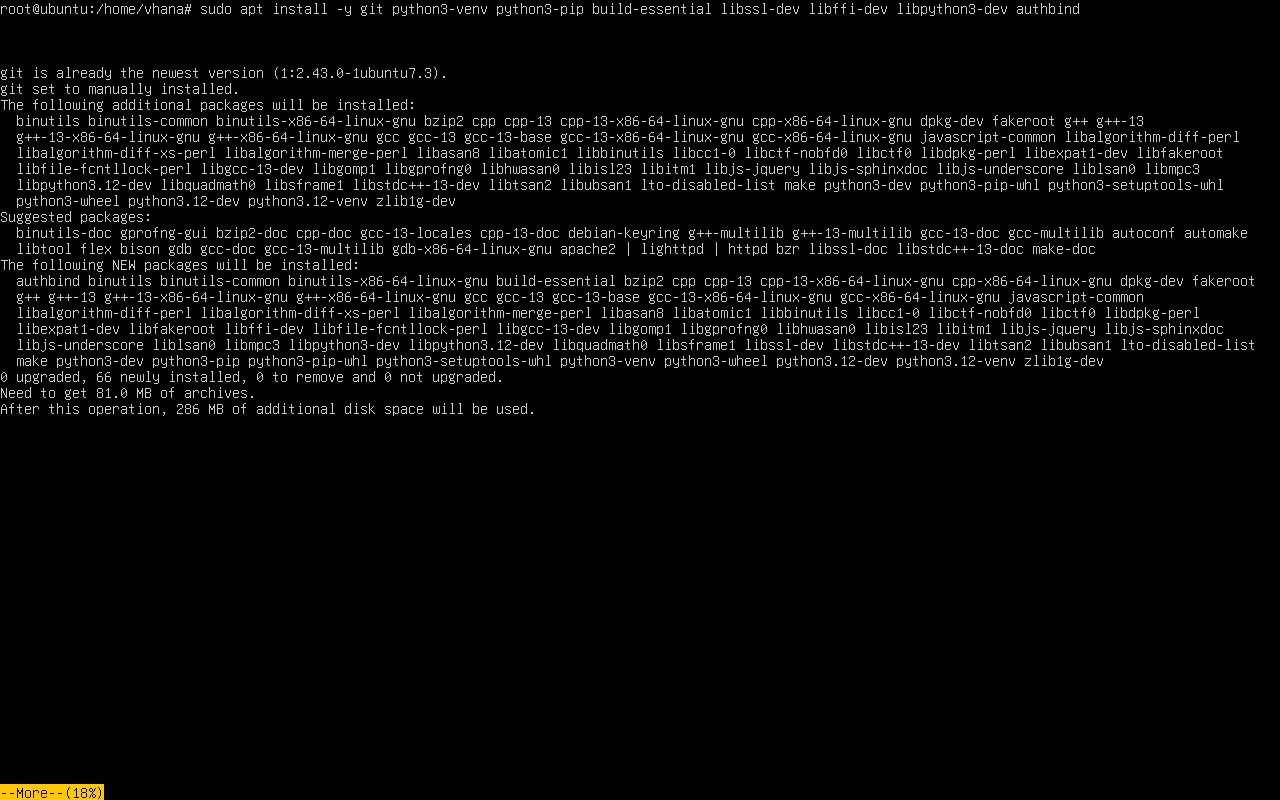 root@ubuntu:/home/vhana# sudo apt install -y git python3-venv python3-pip build-essential libssl-dev libffi-dev libpython3-dev authbind
git is already the newest version (1:2.43.0-1ubuntu7.3).
git set to manually installed.
The following additional packages will be installed:
  binutils binutils-common binutils-x86-64-linux-gnu bzip2 cpp cpp-13 cpp-13-x86-64-linux-gnu cpp-x86-64-linux-gnu dpkg-dev fakeroot g++ g++-13
  g++-13-x86-64-linux-gnu g++-x86-64-linux-gnu gcc gcc-13 gcc-13-base gcc-13-x86-64-linux-gnu gcc-x86-64-linux-gnu javascript-common libalgorithm-diff-perl
  libalgorithm-diff-xs-perl libalgorithm-merge-perl libasan8 libatomic1 libbinutils libcc1-0 libctf-nobfd0 libctf0 libdpkg-perl libexpat1-dev libfakeroot
  libfile-fcntllock-perl libgcc-13-dev libgomp1 libgprofng0 libhwasan0 libisl23 libitm1 libjs-jquery libjs-sphinxdoc libjs-underscore liblsan0 libmpc3
  libpython3.12-dev libquadmath0 libsframe1 libstdc++-13-dev libtsan2 libubsan1 lto-disabled-list make python3-dev python3-pip-whl python3-setuptools-whl
  python3-wheel python3.12-dev python3.12-venv zlib1g-dev
Suggested packages:
  binutils-doc gprofng-gui bzip2-doc cpp-doc gcc-13-locales cpp-13-doc debian-keyring g++-multilib g++-13-multilib gcc-13-doc gcc-multilib autoconf automake
  libtool flex bison gdb gcc-doc gcc-13-multilib gdb-x86-64-linux-gnu apache2 | lighttpd | httpd bzr libssl-doc libstdc++-13-doc make-doc
The following NEW packages will be installed:
  authbind binutils binutils-common binutils-x86-64-linux-gnu build-essential bzip2 cpp cpp-13 cpp-13-x86-64-linux-gnu cpp-x86-64-linux-gnu dpkg-dev fakeroot
  g++ g++-13 g++-13-x86-64-linux-gnu g++-x86-64-linux-gnu gcc gcc-13 gcc-13-base gcc-13-x86-64-linux-gnu gcc-x86-64-linux-gnu javascript-common
  libalgorithm-diff-perl libalgorithm-diff-xs-perl libalgorithm-merge-perl libasan8 libatomic1 libbinutils libcc1-0 libctf-nobfd0 libctf0 libdpkg-perl
  libexpat1-dev libfakeroot libffi-dev libfile-fcntllock-perl libgcc-13-dev libgomp1 libgprofng0 libhwasan0 libisl23 libitm1 libjs-jquery libjs-sphinxdoc
  libjs-underscore liblsan0 libmpc3 libpython3-dev libpython3.12-dev libquadmath0 libsframe1 libssl-dev libstdc++-13-dev libtsan2 libubsan1 lto-disabled-list
  make python3-dev python3-pip python3-pip-whl python3-setuptools-whl python3-venv python3-wheel python3.12-dev python3.12-venv zlib1g-dev
0 upgraded, 66 newly installed, 0 to remove and 0 not upgraded.
Need to get 81.0 MB of archives.
After this operation, 286 MB of additional disk space will be used.
--More--(18%)